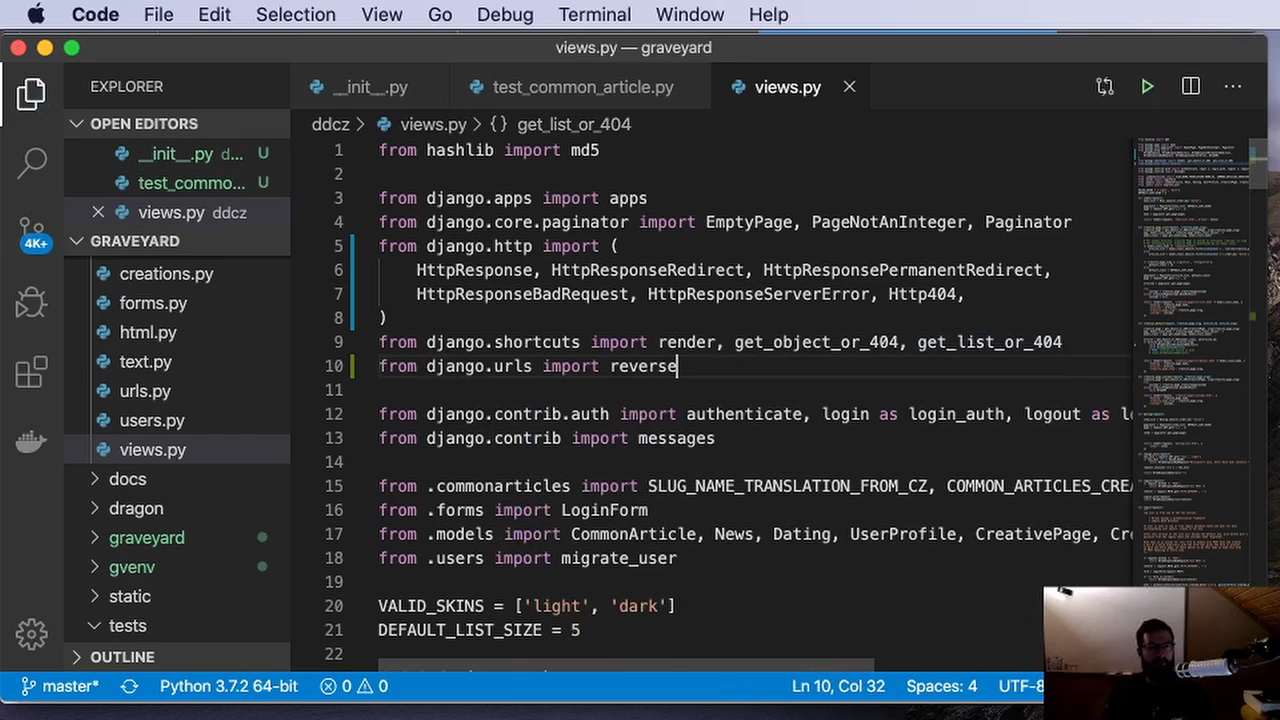 Code File Edit Selection View Go Debug Terminal Window Help
views.py — graveyard
EXPLORER
__init__.py
test_common_article.py
views.py
OPEN EDITORS
__init__.py d... U
test_commo... U
views.py ddcz
GRAVEYARD
4K+
creations.py
forms.py
html.py
text.py
urls.py
users.py
views.py
docs
dragon
graveyard
gvenv
static
tests
OUTLINE
ddcz > views.py > {} get_list_or_404
1 from hashlib import md5
2
3 from django.apps import apps
4 from django.core.paginator import EmptyPage, PageNotAnInteger, Paginator
5 from django.http import (
6 HttpResponse, HttpResponseRedirect, HttpResponsePermanentRedirect,
7 HttpResponseBadRequest, HttpResponseServerError, Http404,
8 )
9 from django.shortcuts import render, get_object_or_404, get_list_or_404
10 from django.urls import reverse
11
12 from django.contrib.auth import authenticate, login as login_auth, logout as
13 from django.contrib import messages
14
15 from .commonarticles import SLUG_NAME_TRANSLATION_FROM_CZ,
16 from .forms import LoginForm
17 from .models import CommonArticle, News, Dating, UserProfile, CreativePage,
18 from .users import migrate_user
19
20 VALID_SKINS = ['light', 'dark']
21 DEFAULT_LIST_SIZE = 5
22
master* Python 3.7.2 64-bit 0 0 Ln 10, Col 32 Spaces: 4 UTF-8